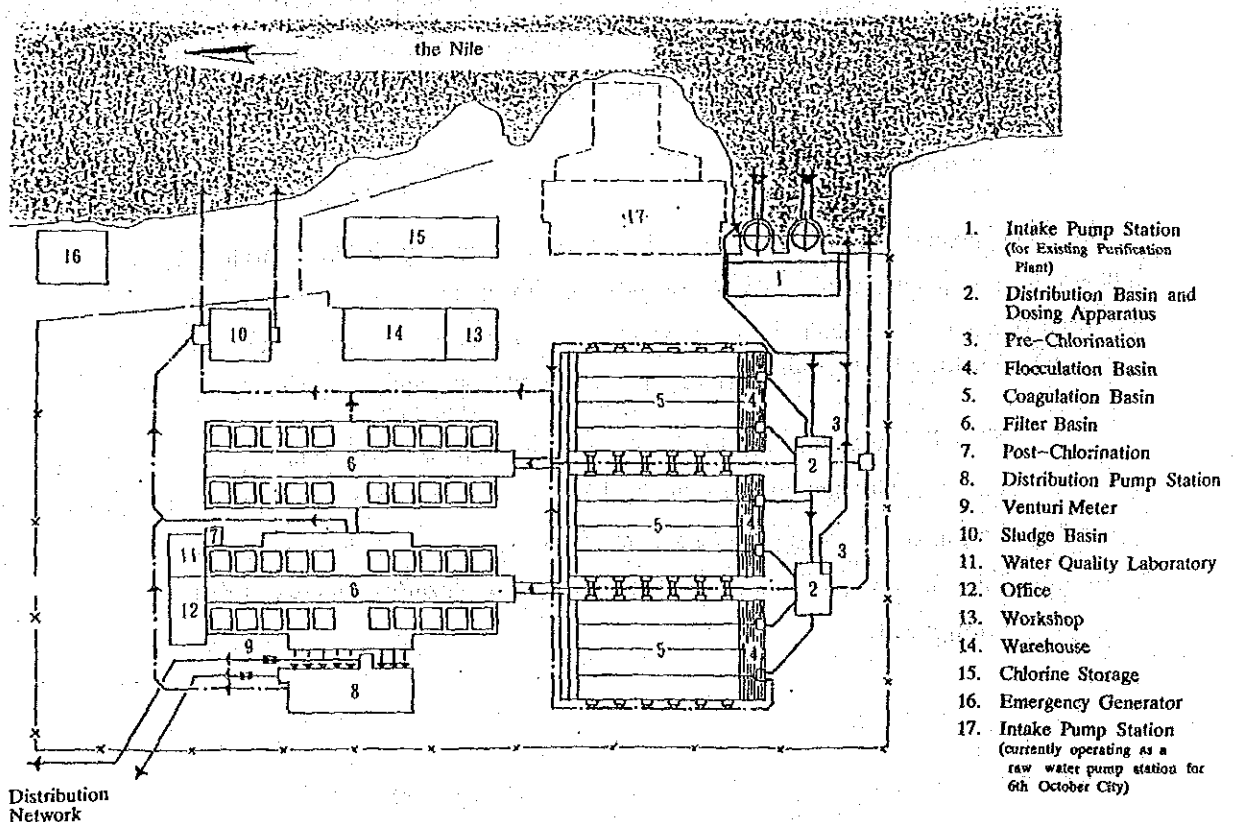 the Nile
17
16
15
1
10
14
13
5
4
3
6
2
5
4
7
11
3
6
2
12
9
5
4
8
Distribution
Network
1. Intake Pump Station
(for Existing Purification
Plant)
2. Distribution Basin and
Dosing Apparatus
3. Pre-Chlorination
4. Flocculation Basin
5. Coagulation Basin
6. Filter Basin
7. Post-Chlorination
8. Distribution Pump Station
9. Venturi Meter
10. Sludge Basin
11. Water Quality Laboratory
12. Office
13. Workshop
14. Warehouse
15. Chlorine Storage
16. Emergency Generator
17. Intake Pump Station
(currently operating as a
raw water pump station for
6th October City)